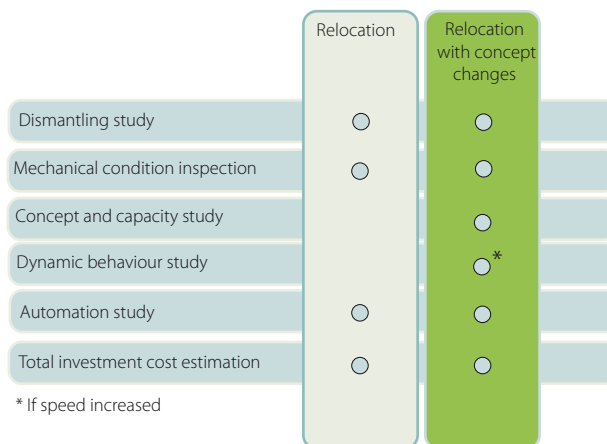 Relocation
Relocation
with concept
changes
Dismantling study
Mechanical condition inspection
Concept and capacity study
Dynamic behaviour study
*
Automation study
Total investment cost estimation
* If speed increased